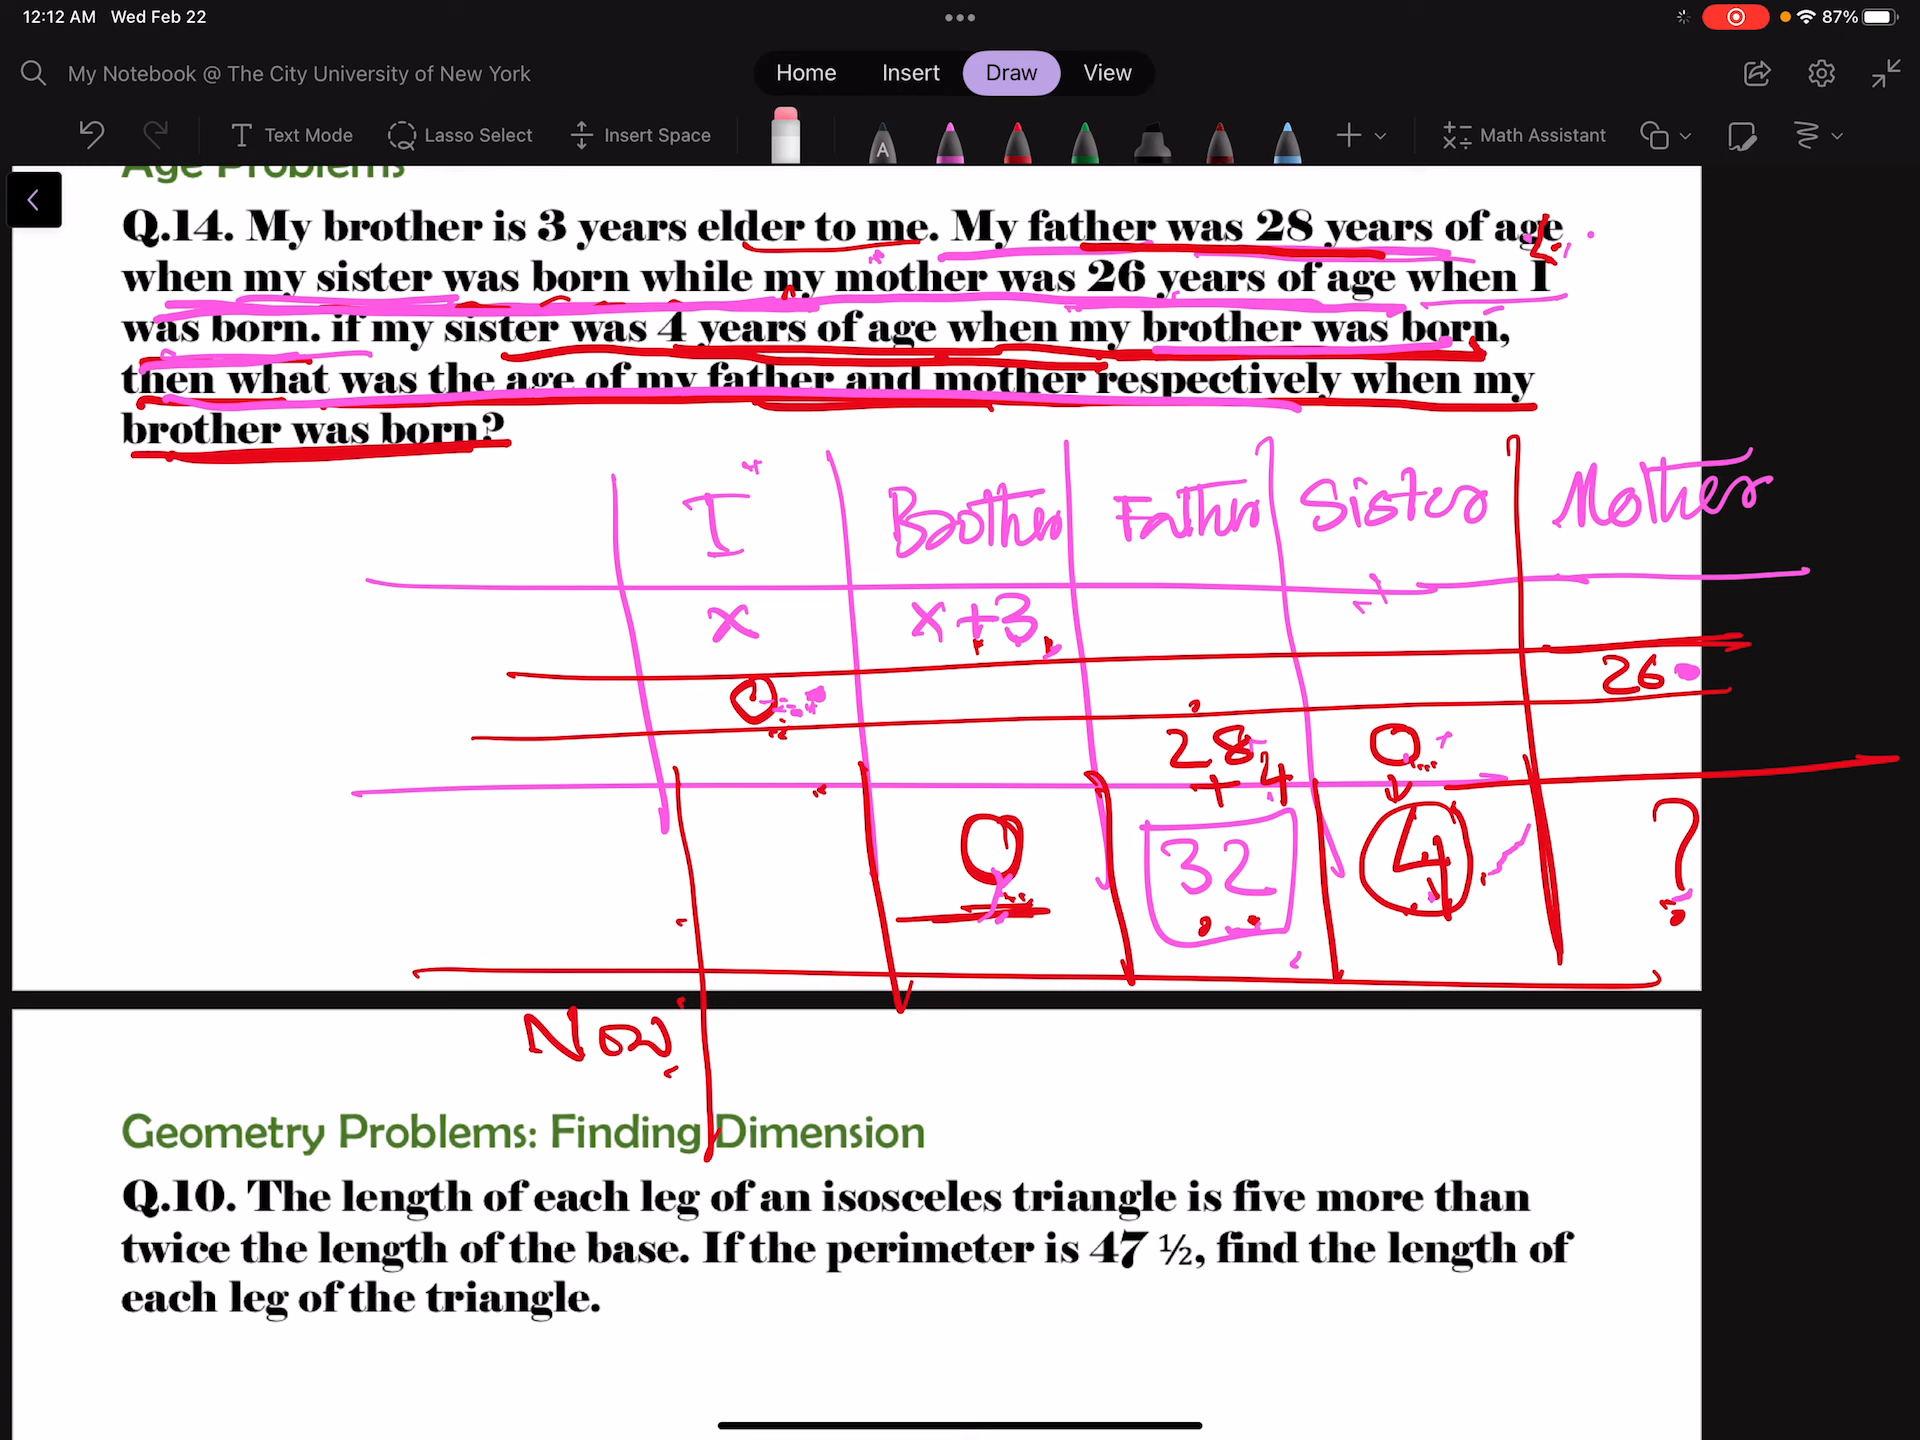 12:12 AM Wed Feb 22
87%
My Notebook @ The City University of New York
Home Insert Draw View
Text Mode Lasso Select Insert Space
A
Math Assistant
Age Problems
Q.14. My brother is 3 years elder to me. My father was 28 years of age
when my sister was born while my mother was 26 years of age when I
was born. if my sister was 4 years of age when my brother was born,
then what was the age of my father and mother respectively when my
brother was born?
I Brother Father Sister Mother
x x+3
0 26
28 0
+4
0 32 4 ?
Now
Geometry Problems: Finding Dimension
Q.10. The length of each leg of an isosceles triangle is five more than
twice the length of the base. If the perimeter is 47 ½, find the length of
each leg of the triangle.